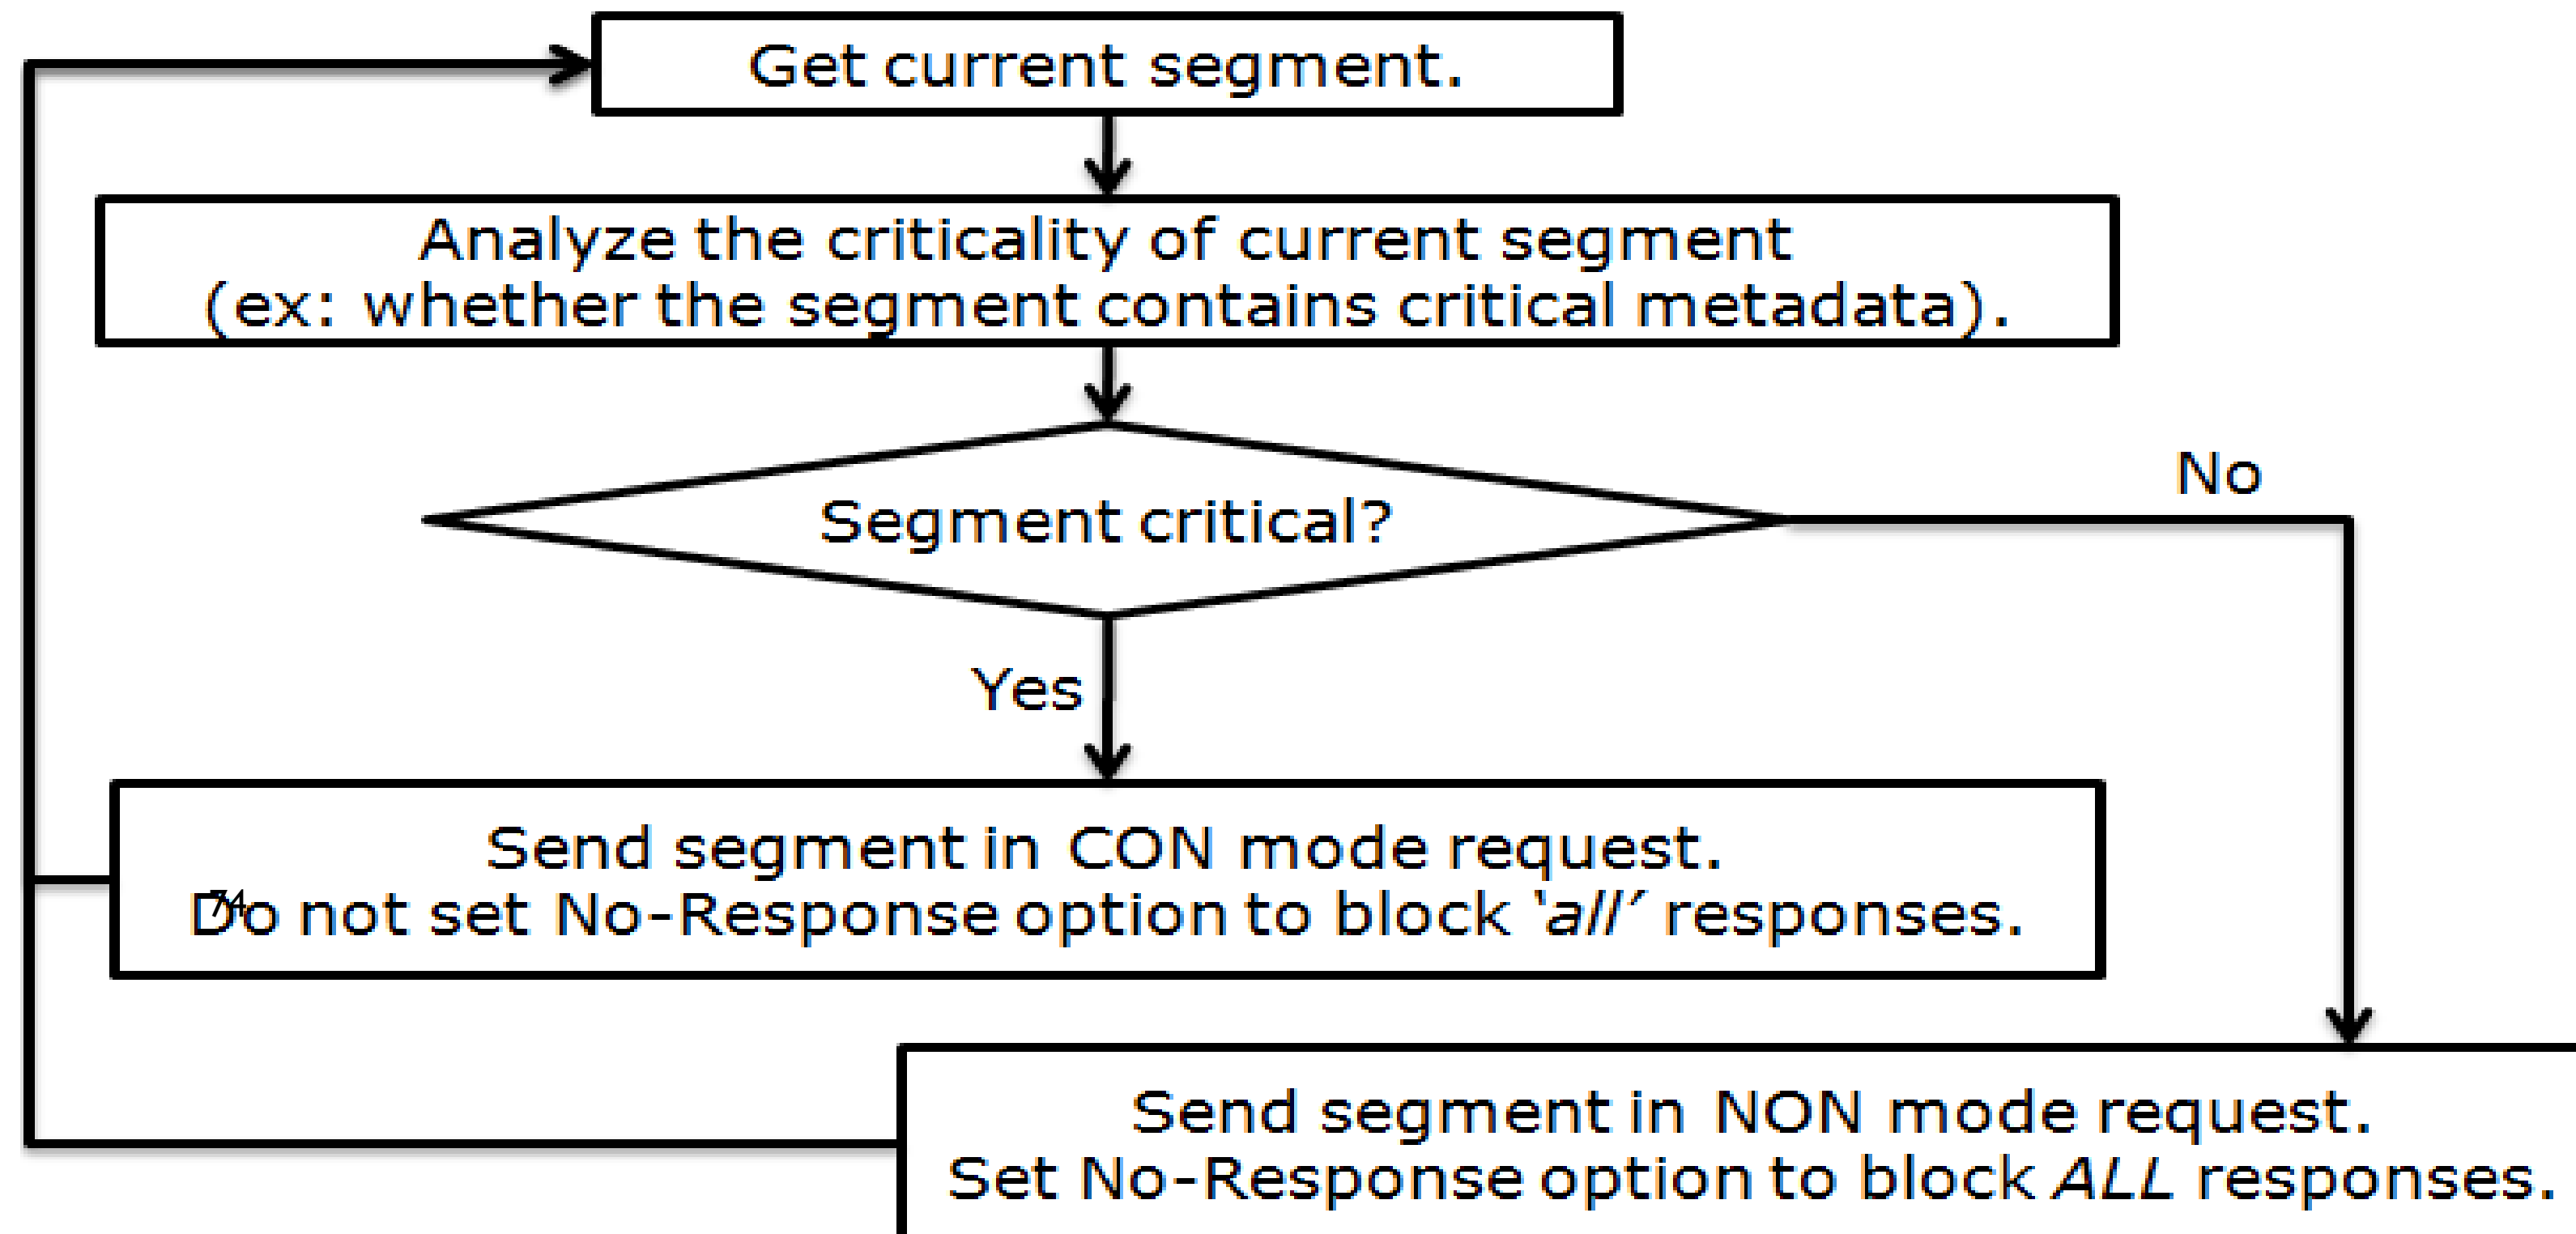 Get current segment.
Analyze the criticality of current segment
(ex: whether the segment contains critical metadata).
Segment critical?
No
Yes
Send segment in CON mode request.
74
Do not set No-Response option to block ‘all’ responses.
Send segment in NON mode request.
Set No-Response option to block ALL responses.